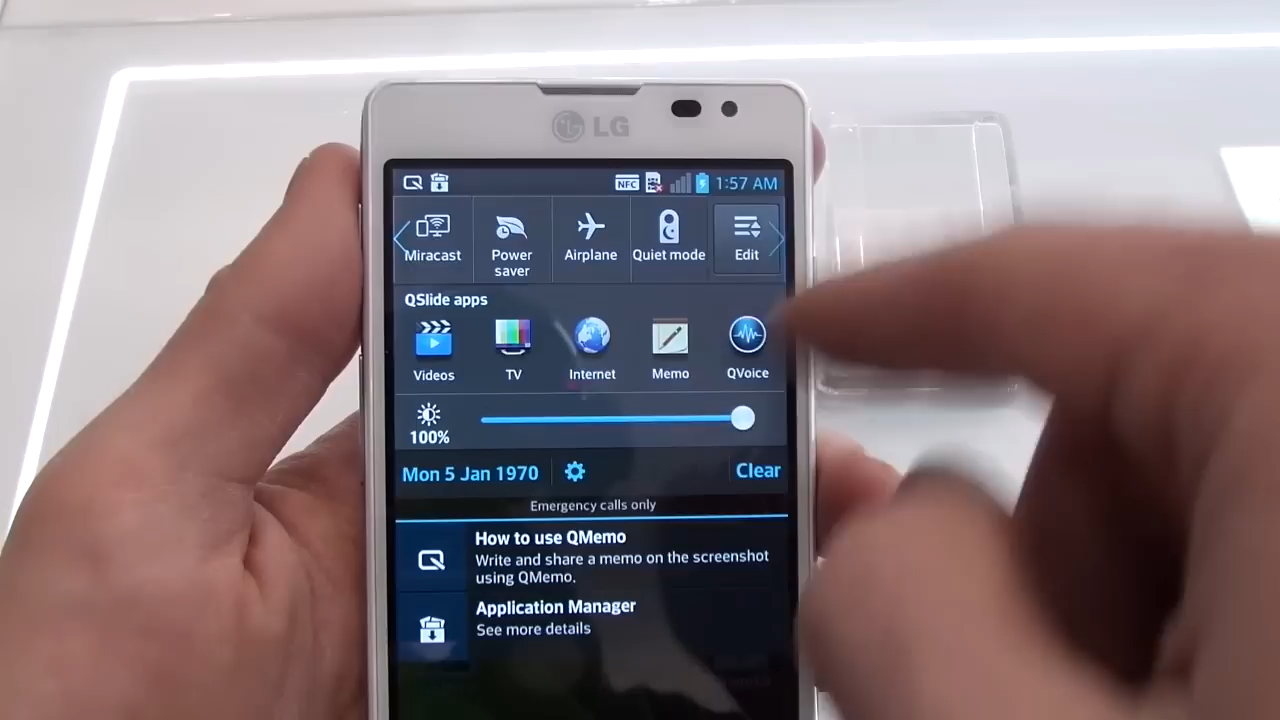 LG
NFC
1:57 AM
Miracast
Power
saver
Airplane
Quiet mode
Edit
QSlide apps
Videos
TV
Internet
Memo
QVoice
100%
Mon 5 Jan 1970
Clear
Emergency calls only
How to use QMemo
Write and share a memo on the screenshot
using QMemo.
Application Manager
See more details